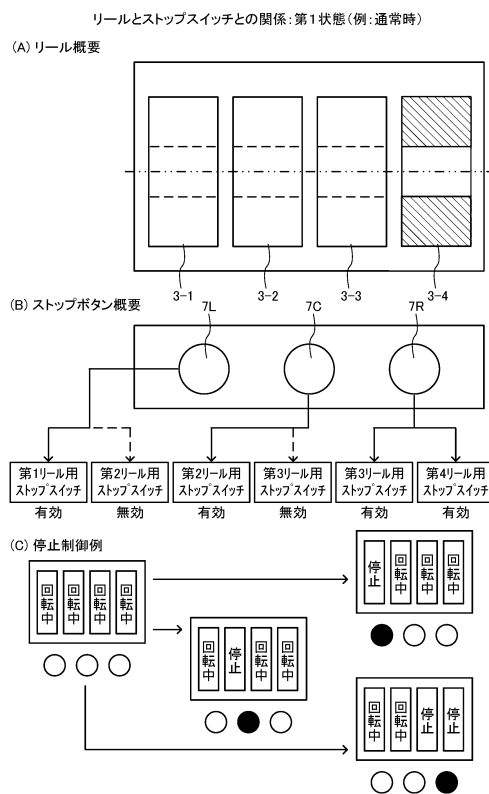 リールとストップスイッチとの関係：第１状態（例：通常時）
（A）リール概要
3-1 3-2 3-3 3-4
（B）ストップボタン概要
7L 7C 7R
第1リール用
ストップスイッチ
第2リール用
ストップスイッチ
第2リール用
ストップスイッチ
第3リール用
ストップスイッチ
第3リール用
ストップスイッチ
第4リール用
ストップスイッチ
有効 無効 有効 無効 有効 有効
（C）停止制御例
回転中 回転中 回転中 回転中
停止 回転中 回転中 回転中
回転中 停止 回転中 回転中
回転中 回転中 停止 停止